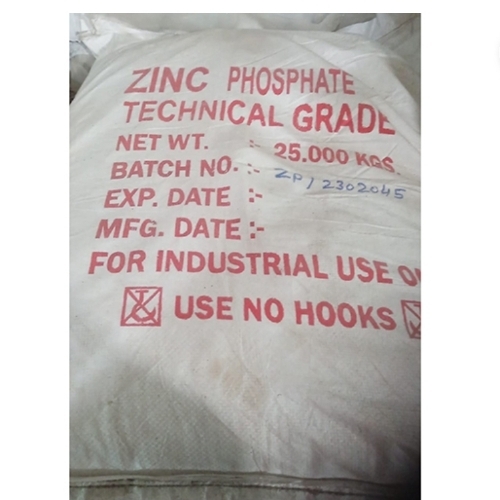 ZINC PHOSPHATE
TECHNICAL GRADE
NET WT. :- 25.000 KGS.
BATCH NO. :- ZP/2302045
EXP. DATE :-
MFG. DATE :-
FOR INDUSTRIAL USE
USE NO HOOKS